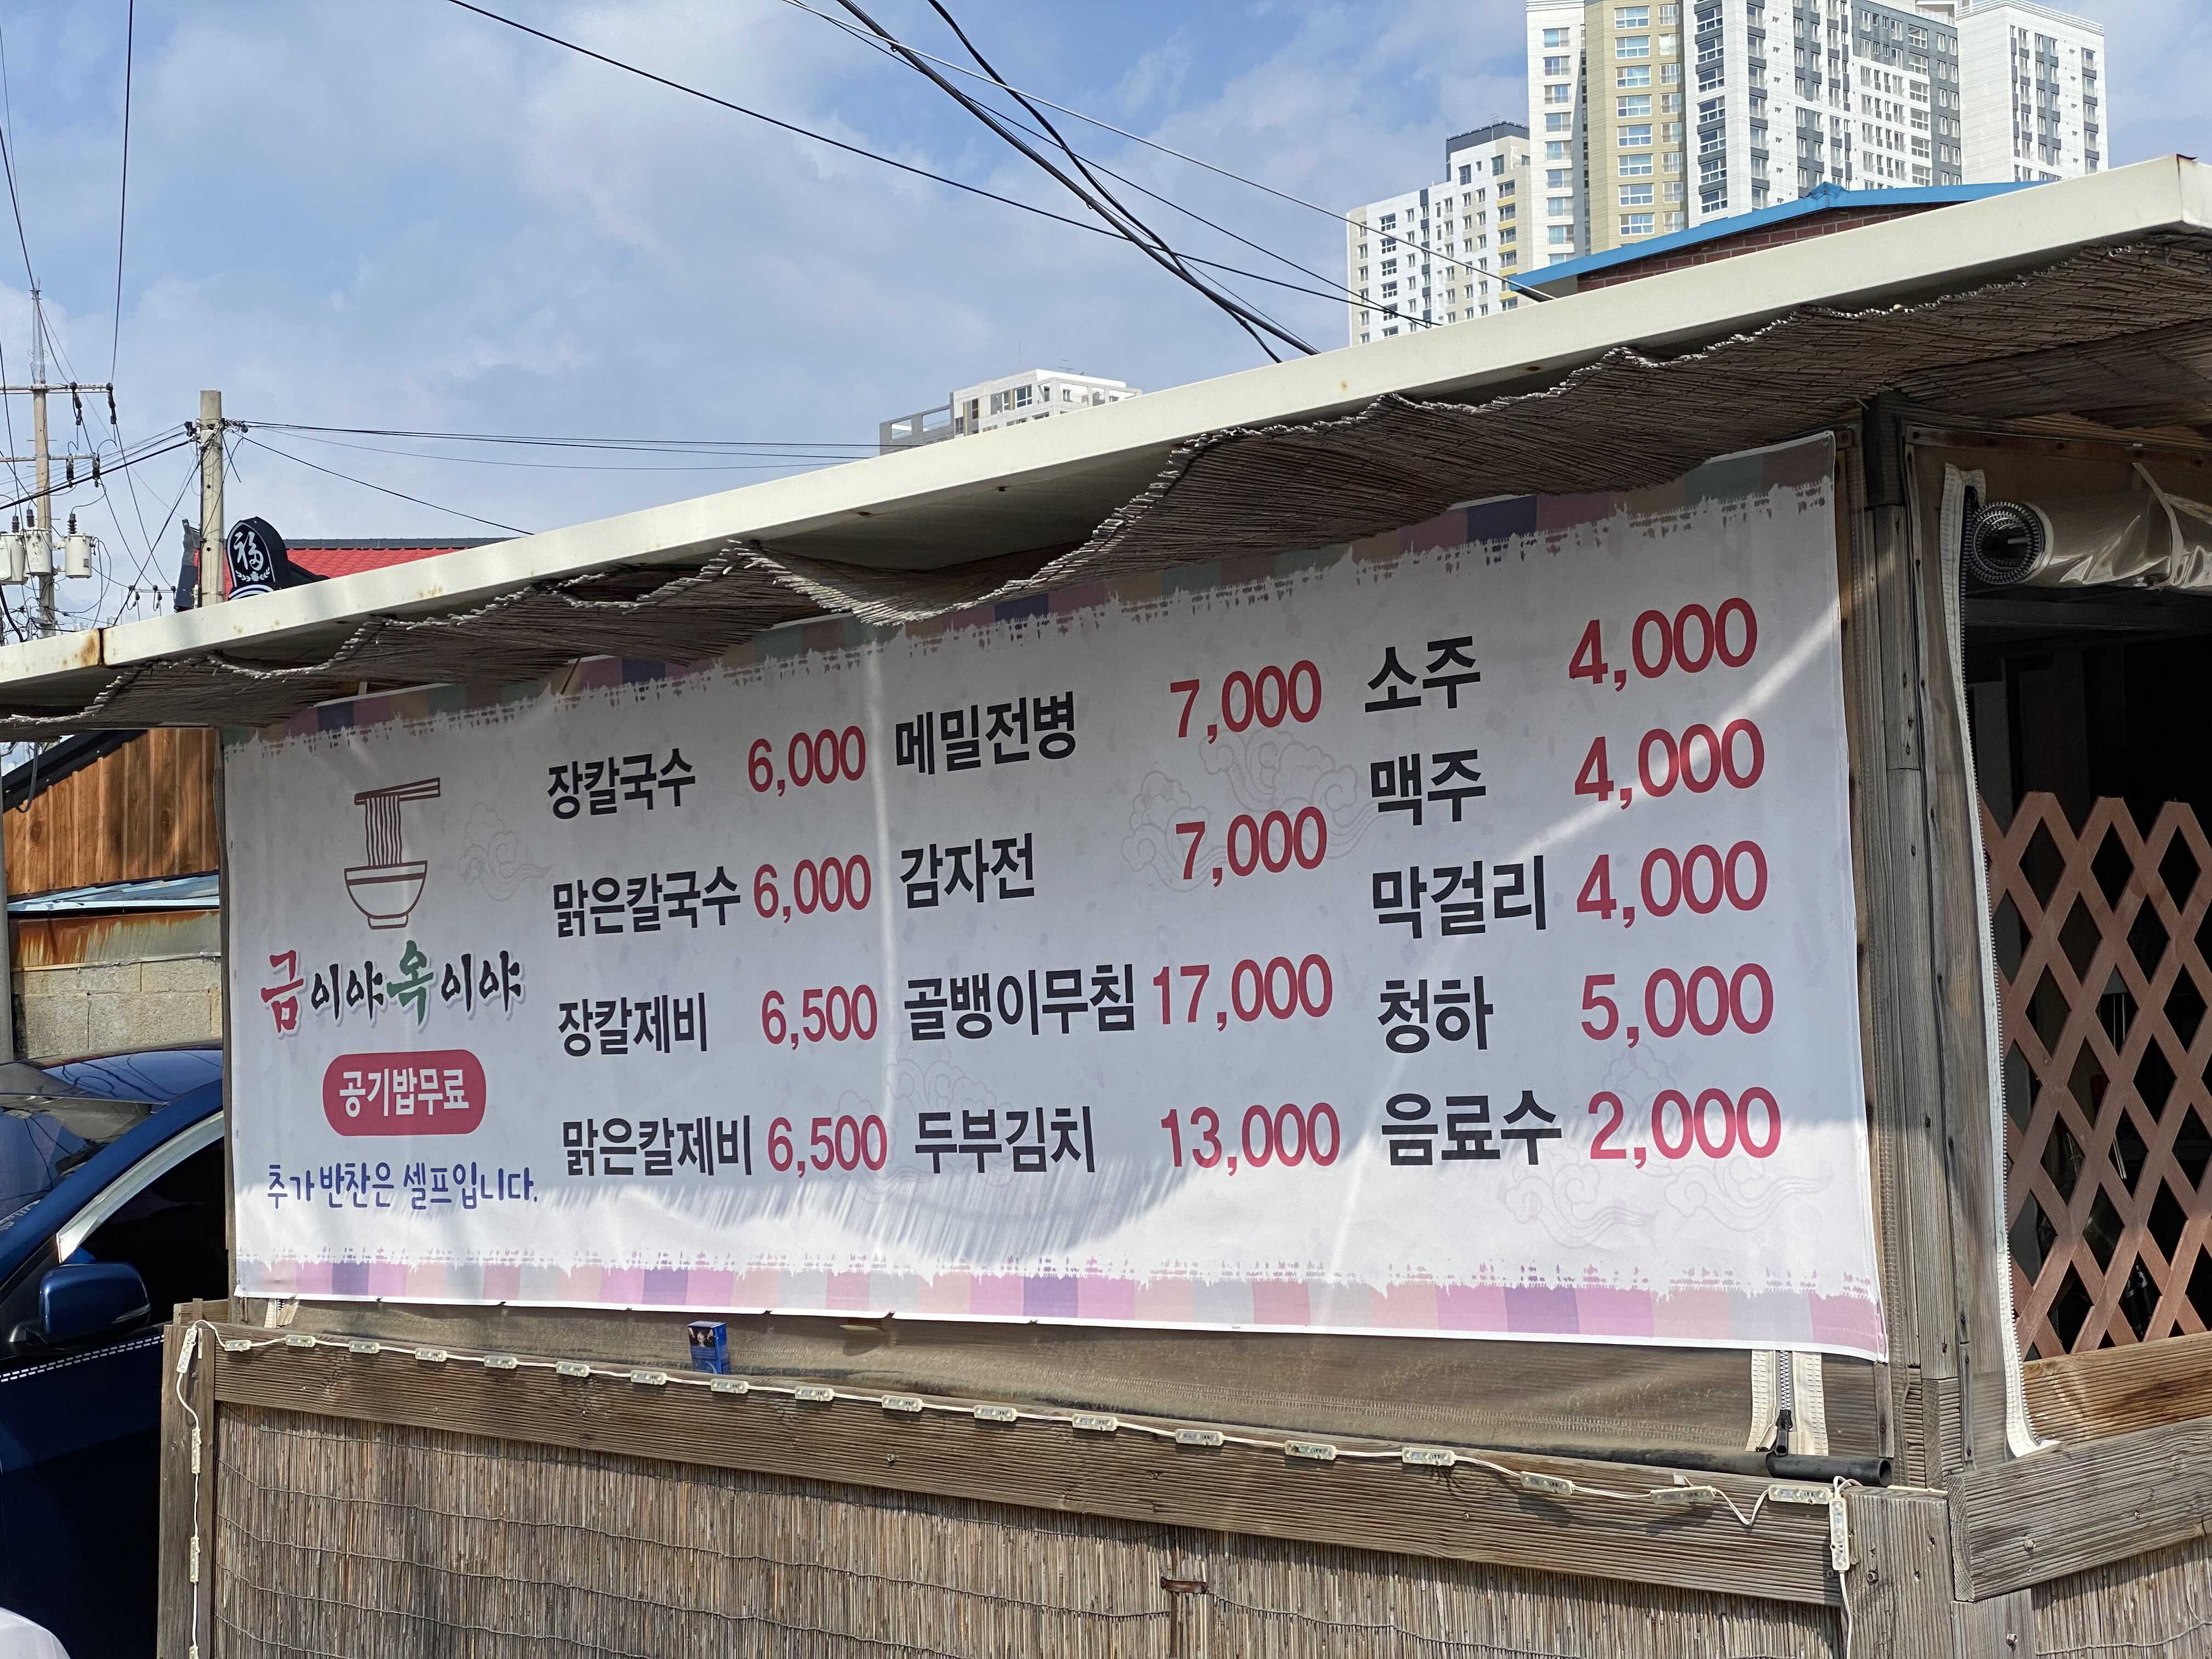 福
금이야옥이야
공기밥무료
추가 반찬은 셀프입니다.
장칼국수 6,000
맑은칼국수 6,000
장칼제비 6,500
맑은칼제비 6,500
메밀전병 7,000
감자전 7,000
골뱅이무침 17,000
두부김치 13,000
소주 4,000
맥주 4,000
막걸리 4,000
청하 5,000
음료수 2,000